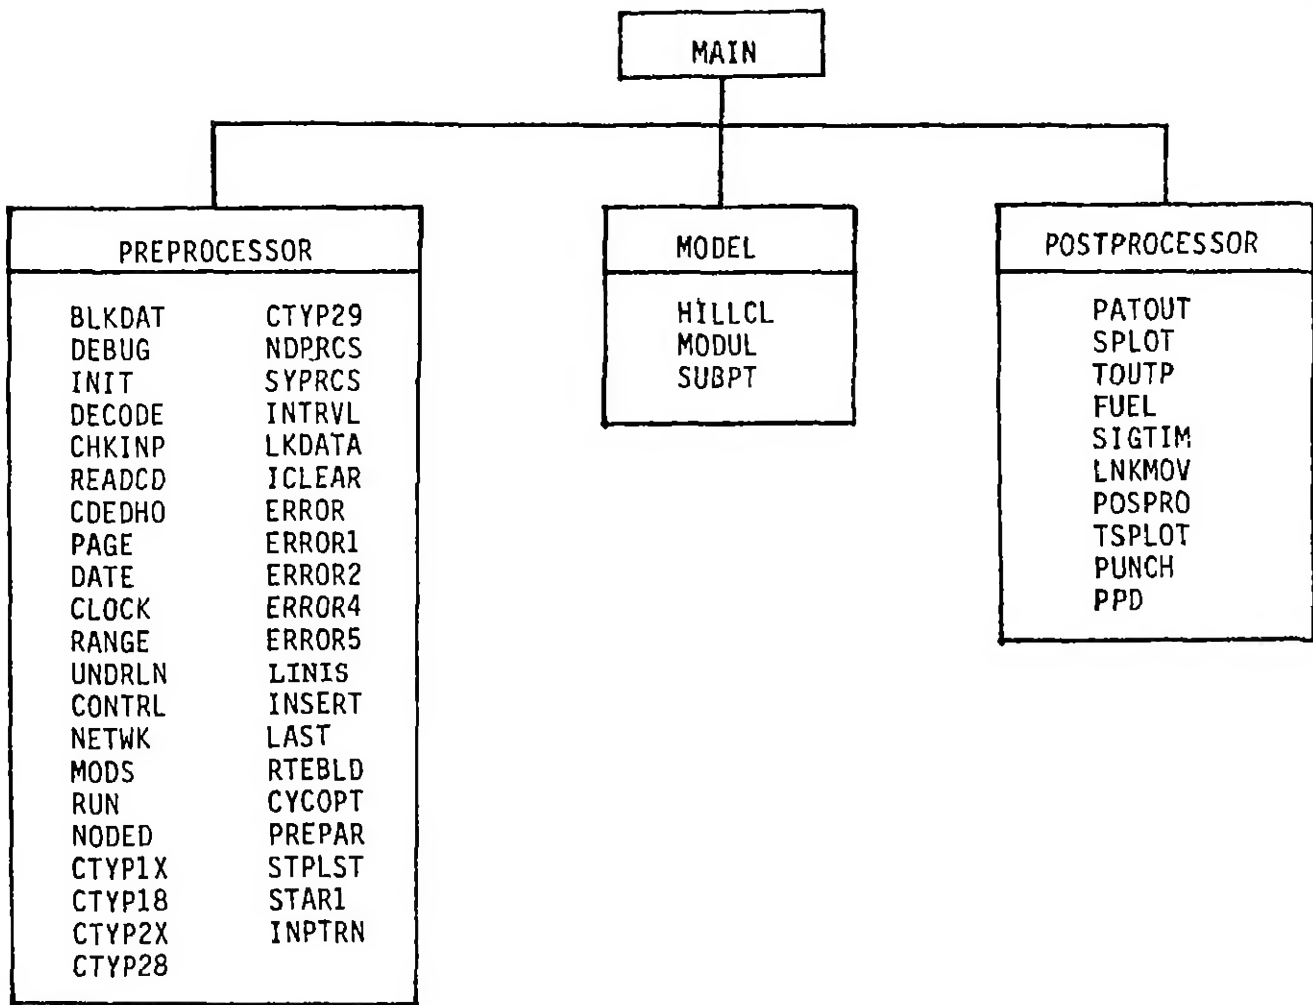 MAIN
PREPROCESSOR
BLKDAT CTYP29
DEBUG NDPRCS
INIT SYPRCS
DECODE INTRVL
CHKINP LKDATA
READCD ICLEAR
CDEDHO ERROR
PAGE ERROR1
DATE ERROR2
CLOCK ERROR4
RANGE ERROR5
UNDRLN LINIS
CONTRL INSERT
NETWK LAST
MODS RTEBLD
RUN CYCOPT
NODED PREPAR
CTYP1X STPLST
CTYP18 STAR1
CTYP2X INPTRN
CTYP28
MODEL
HILLCL
MODUL
SUBPT
POSTPROCESSOR
PATOUT
SPLOT
TOUTP
FUEL
SIGTIM
LNKMOV
POSPRO
TSPLOT
PUNCH
PPD